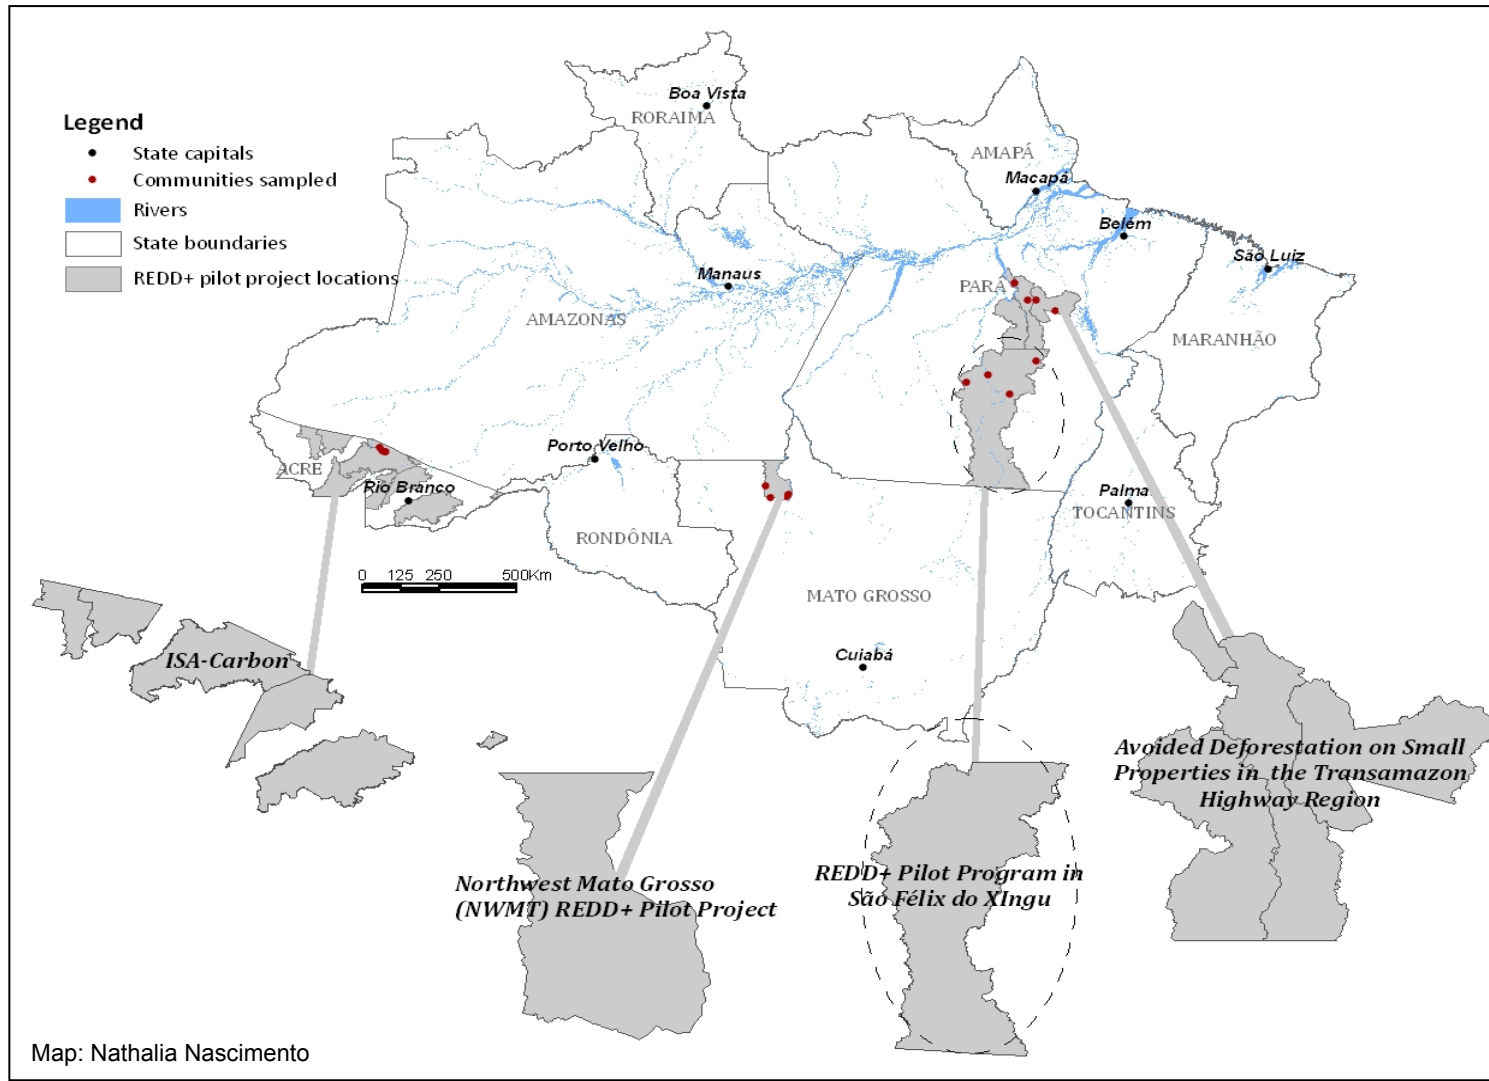 Legend
State capitals
Communities sampled
Rivers
State boundaries
REDD+ pilot project locations
Boa Vista
RORAIMA
AMAPÁ
Macapá
Belém
São Luiz
Manaus
PARÁ
AMAZONAS
MARANHÃO
Porto Velho
ACRE
Rio Branco
Palma
TOCANTINS
RONDÔNIA
0 125 250 500Km
MATO GROSSO
Cuiabá
ISA-Carbon
Avoided Deforestation on Small
Properties in the Transamazon
Highway Region
Northwest Mato Grosso
(NWMT) REDD+ Pilot Project
REDD+ Pilot Program in
São Félix do XIngu
Map: Nathalia Nascimento